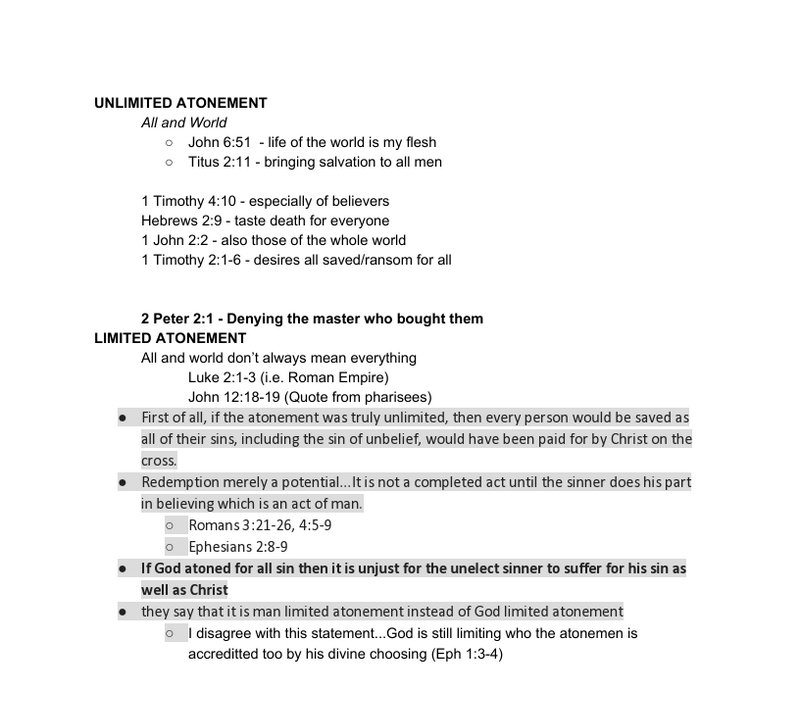 UNLIMITED ATONEMENT
All and World
○ John 6:51 - life of the world is my flesh
○ Titus 2:11 - bringing salvation to all men
1 Timothy 4:10 - especially of believers
Hebrews 2:9 - taste death for everyone
1 John 2:2 - also those of the whole world
1 Timothy 2:1-6 - desires all saved/ransom for all
2 Peter 2:1 - Denying the master who bought them
LIMITED ATONEMENT
All and world don’t always mean everything
Luke 2:1-3 (i.e. Roman Empire)
John 12:18-19 (Quote from pharisees)
● First of all, if the atonement was truly unlimited, then every person would be saved as
all of their sins, including the sin of unbelief, would have been paid for by Christ on the
cross.
● Redemption merely a potential...It is not a completed act until the sinner does his part
in believing which is an act of man.
○ Romans 3:21-26, 4:5-9
○ Ephesians 2:8-9
● If God atoned for all sin then it is unjust for the unelect sinner to suffer for his sin as
well as Christ
● they say that it is man limited atonement instead of God limited atonement
○ I disagree with this statement...God is still limiting who the atonemen is
accreditted too by his divine choosing (Eph 1:3-4)